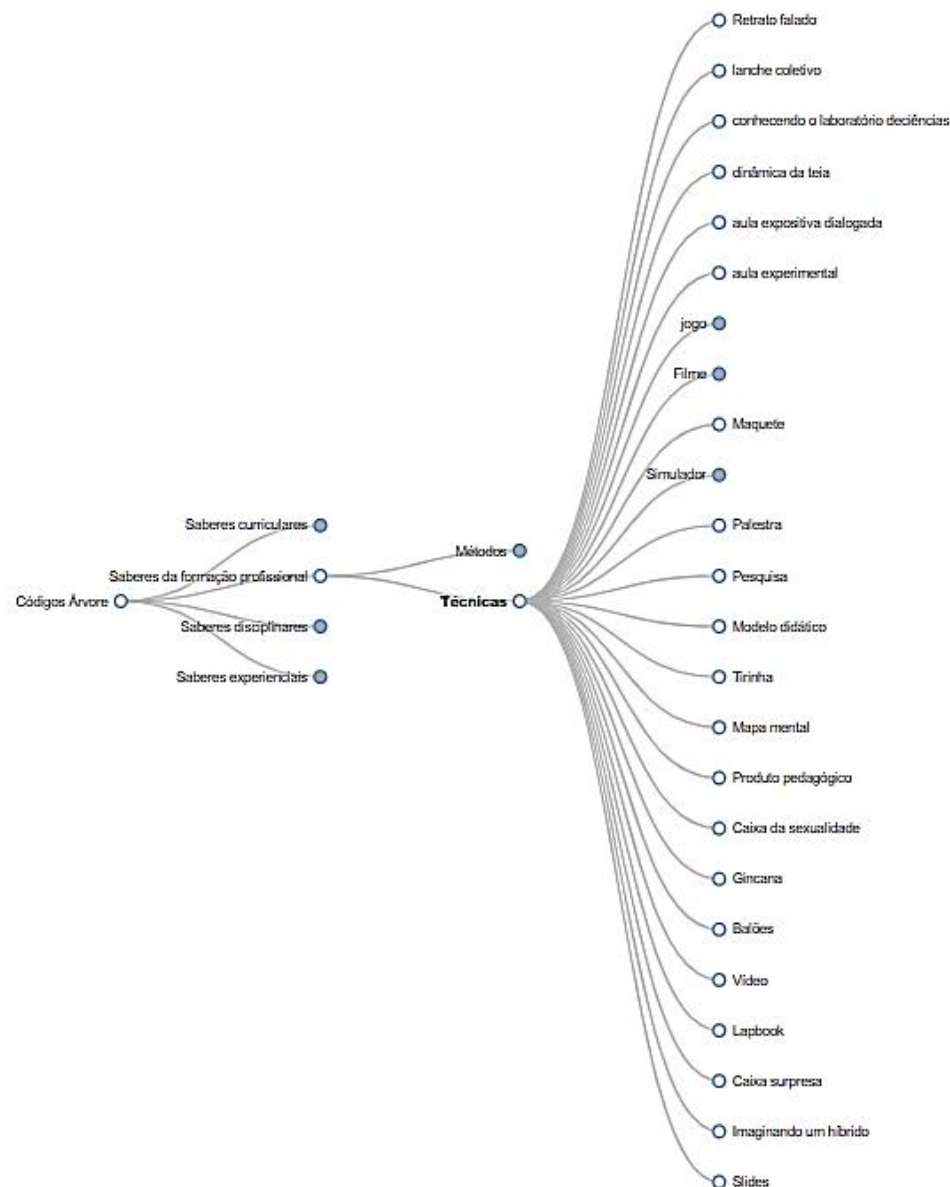 Retrato falado
lanche coletivo
conhecendo o laboratório deciências
dinâmica da teia
aula expositiva dialogada
aula experimental
jogo
Filme
Maquete
Simulador
Palestra
Pesquisa
Modelo didático
Tirinha
Mapa mental
Produto pedagógico
Caixa da sexualidade
Gincana
Balões
Vídeo
Lapbook
Caixa surpresa
Imaginando um híbrido
Slides
Métodos
Técnicas
Saberes curriculares
Saberes da formação profissional
Saberes disciplinares
Saberes experienciais
Códigos Árvore